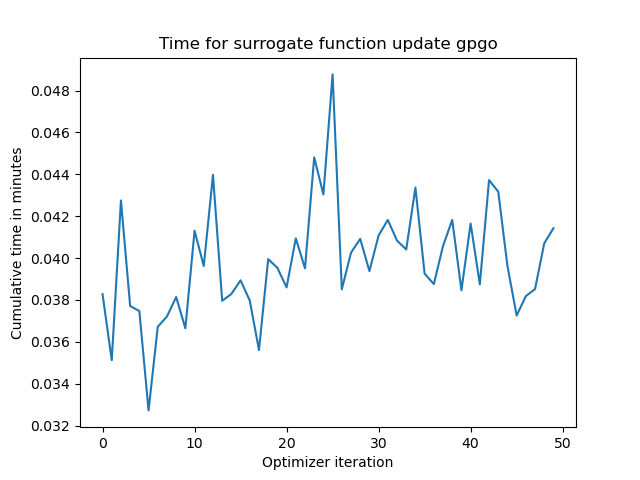 Time for surrogate function update gpgo
Cumulative time in minutes
0.048
0.046
0.044
0.042
0.040
0.038
0.036
0.034
0.032
0 10 20 30 40 50
Optimizer iteration